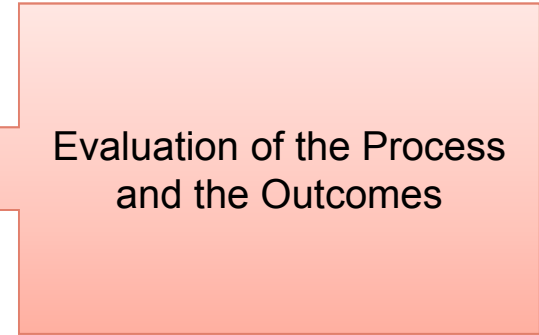 Evaluation of the Process
and the Outcomes